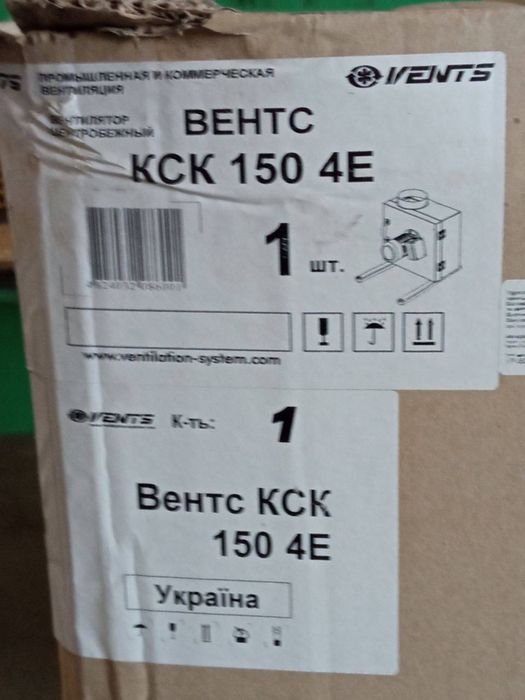 ПРОМЫШЛЕННАЯ И КОММЕРЧЕСКАЯ
ВЕНТИЛЯЦИЯ
VENTS
ВЕНТИЛЯТОР
ЦЕНТРОБЕЖНЫЙ
ВЕНТС
КСК 150 4Е
1 шт.
www.ventilation-system.com
VENTS К-ть: 1
Вентс КСК
150 4Е
Україна